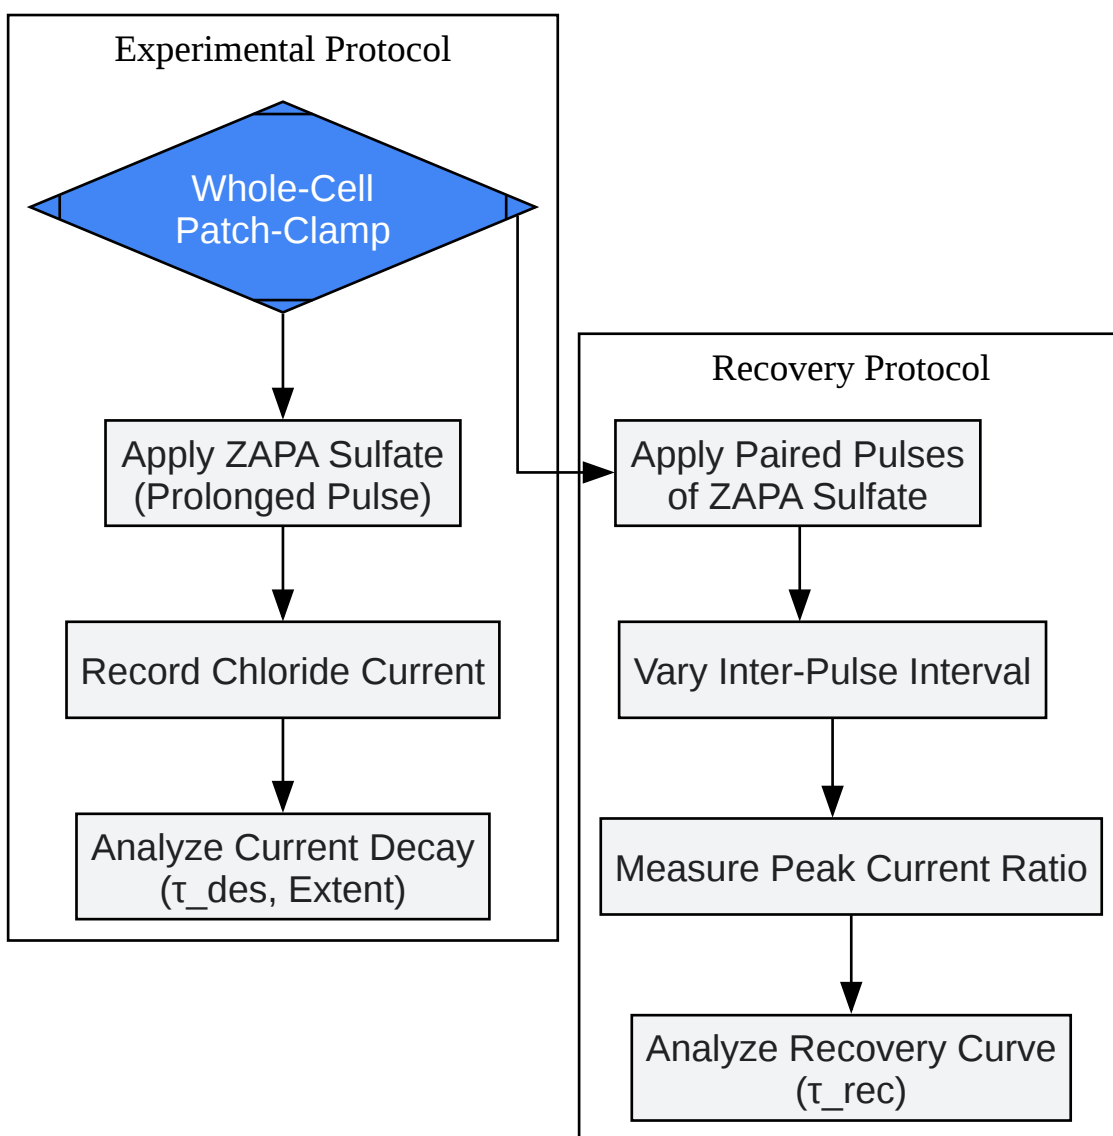 Experimental Protocol
Whole-Cell
Patch-Clamp
Apply ZAPA Sulfate
(Prolonged Pulse)
Record Chloride Current
Analyze Current Decay
(τ_des, Extent)
Recovery Protocol
Apply Paired Pulses
of ZAPA Sulfate
Vary Inter-Pulse Interval
Measure Peak Current Ratio
Analyze Recovery Curve
(τ_rec)